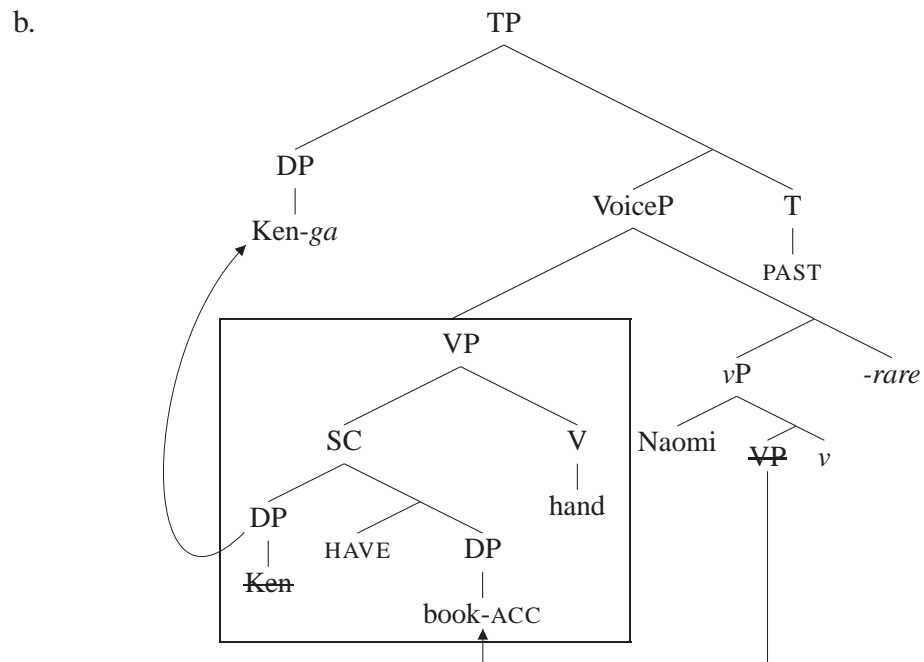 b.
TP
DP
Ken-ga
VoiceP T
PAST
VP
vP -rare
SC V Naomi VP v
hand
DP
HAVE DP
Ken
book-ACC